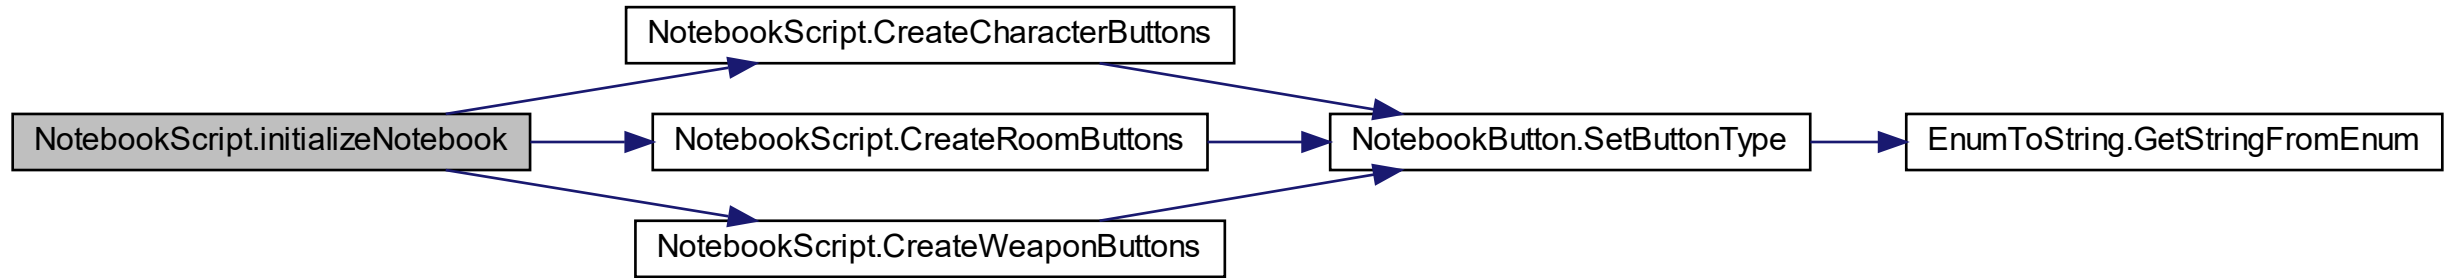 NotebookScript.CreateCharacterButtons
NotebookScript.initializeNotebook
NotebookScript.CreateRoomButtons
NotebookButton.SetButtonType
EnumToString.GetStringFromEnum
NotebookScript.CreateWeaponButtons